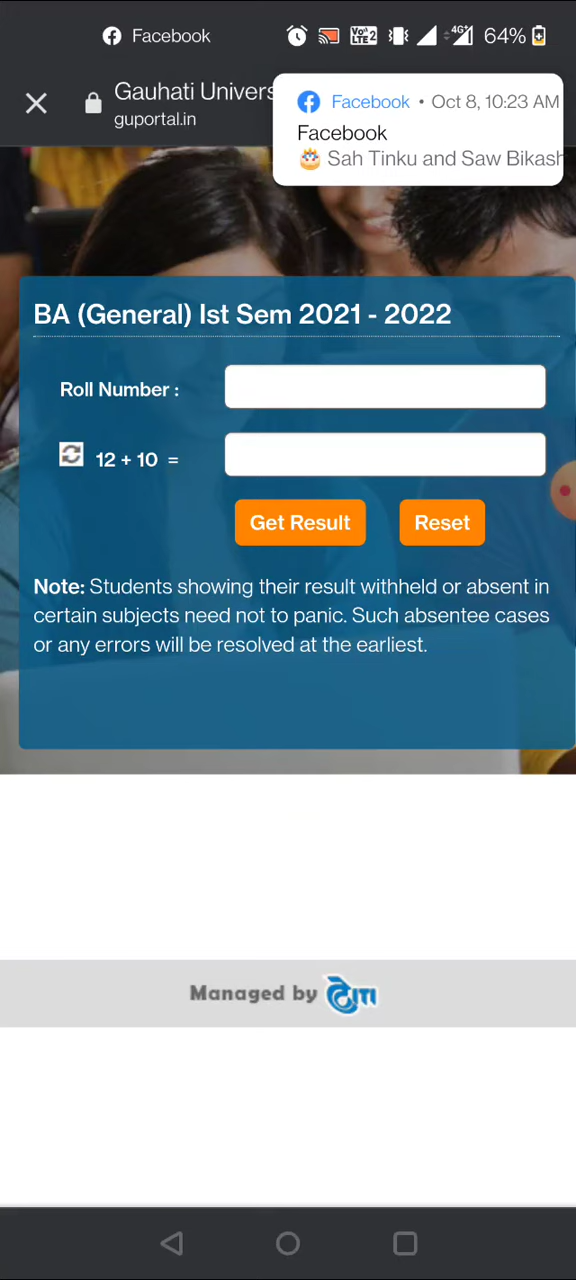 Facebook
VoLTE2
4G+
64%
Gauhati Univers
guportal.in
Facebook • Oct 8, 10:23 AM
Facebook
🎂 Sah Tinku and Saw Bikash
BA (General) Ist Sem 2021 - 2022
Roll Number :
12 + 10 =
Get Result
Reset
Note: Students showing their result withheld or absent in
certain subjects need not to panic. Such absentee cases
or any errors will be resolved at the earliest.
Managed by
ITI